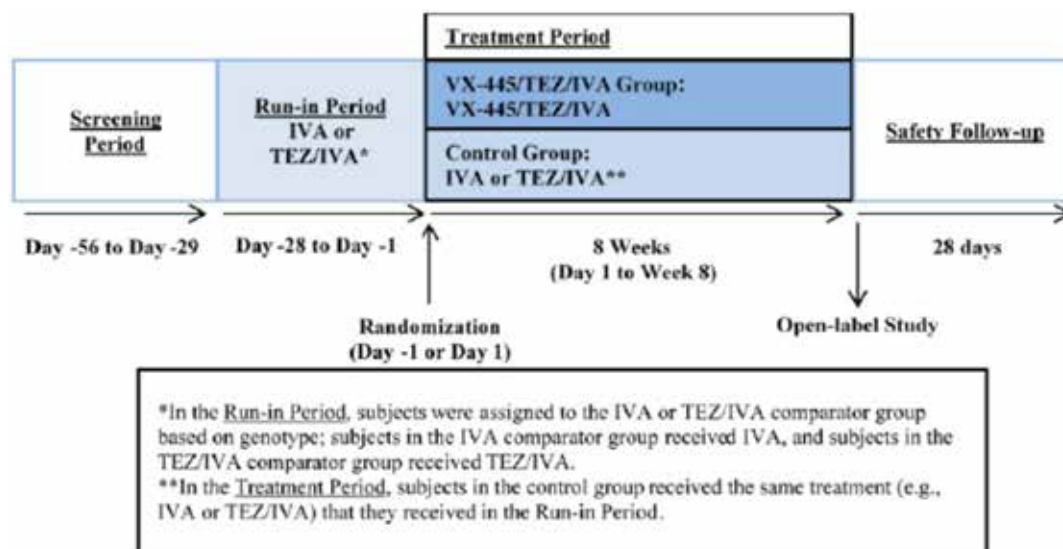 Treatment Period
Screening
Period
Run-in Period
IVA or
TEZ/IVA*
VX-445/TEZ/IVA Group:
VX-445/TEZ/IVA
Control Group:
IVA or TEZ/IVA**
Safety Follow-up
Day -56 to Day -29
Day -28 to Day -1
8 Weeks
(Day 1 to Week 8)
28 days
Randomization
(Day -1 or Day 1)
Open-label Study
*In the Run-in Period, subjects were assigned to the IVA or TEZ/IVA comparator group
based on genotype; subjects in the IVA comparator group received IVA, and subjects in the
TEZ/IVA comparator group received TEZ/IVA.
**In the Treatment Period, subjects in the control group received the same treatment (e.g.,
IVA or TEZ/IVA) that they received in the Run-in Period.